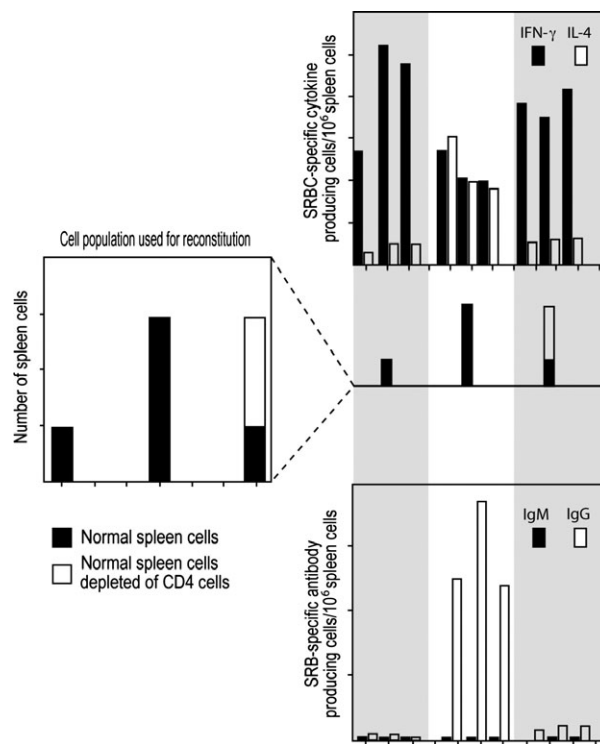 IFN-γ IL-4
SRBC-specific cytokine
producing cells/10⁶ spleen cells
Cell population used for reconstitution
Number of spleen cells
Normal spleen cells
Normal spleen cells
depleted of CD4 cells
IgM IgG
SRB-specific antibody
producing cells/10⁶ spleen cells